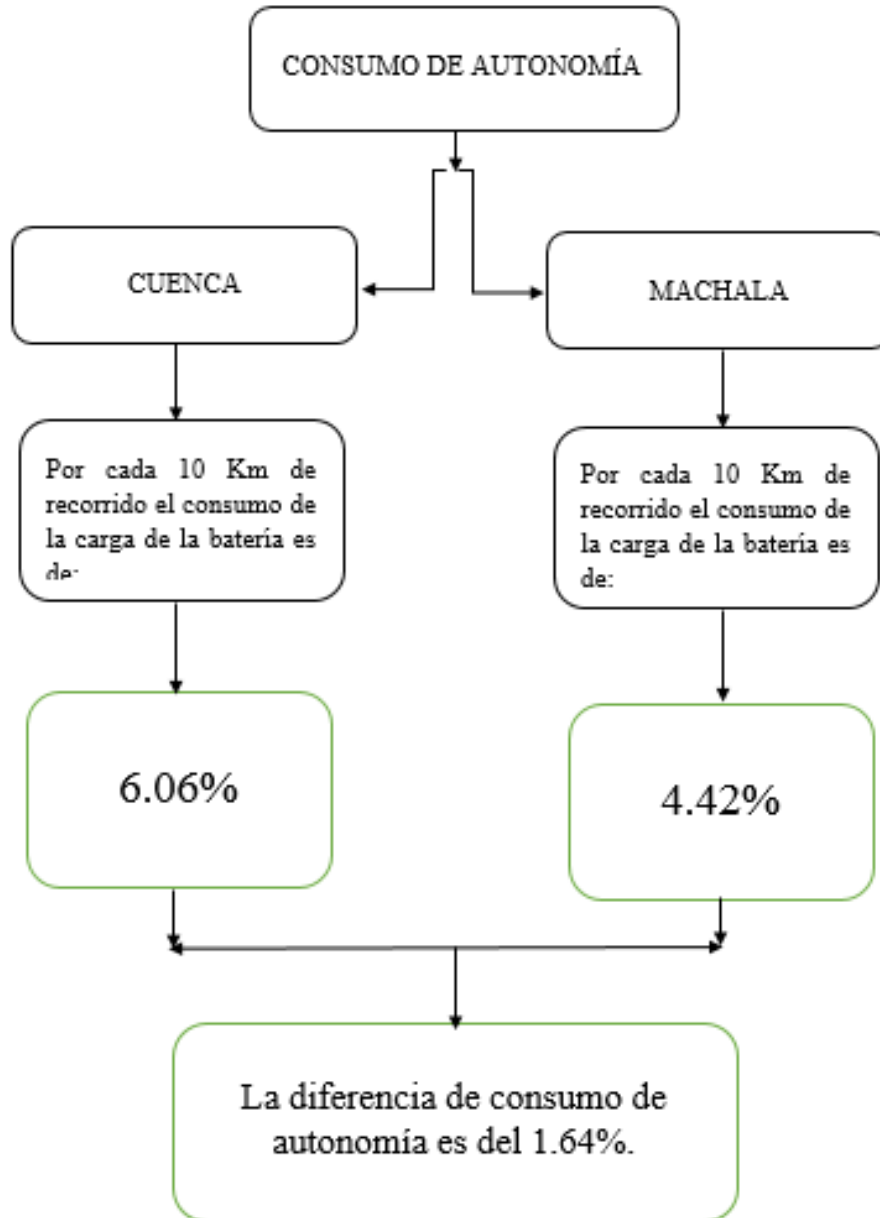 CONSUMO DE AUTONOMÍA
CUENCA
MACHALA
Por cada 10 Km de
recorrido el consumo de
la carga de la batería es
de:
Por cada 10 Km de
recorrido el consumo de
la carga de la batería es
de:
6.06%
4.42%
La diferencia de consumo de
autonomía es del 1.64%.